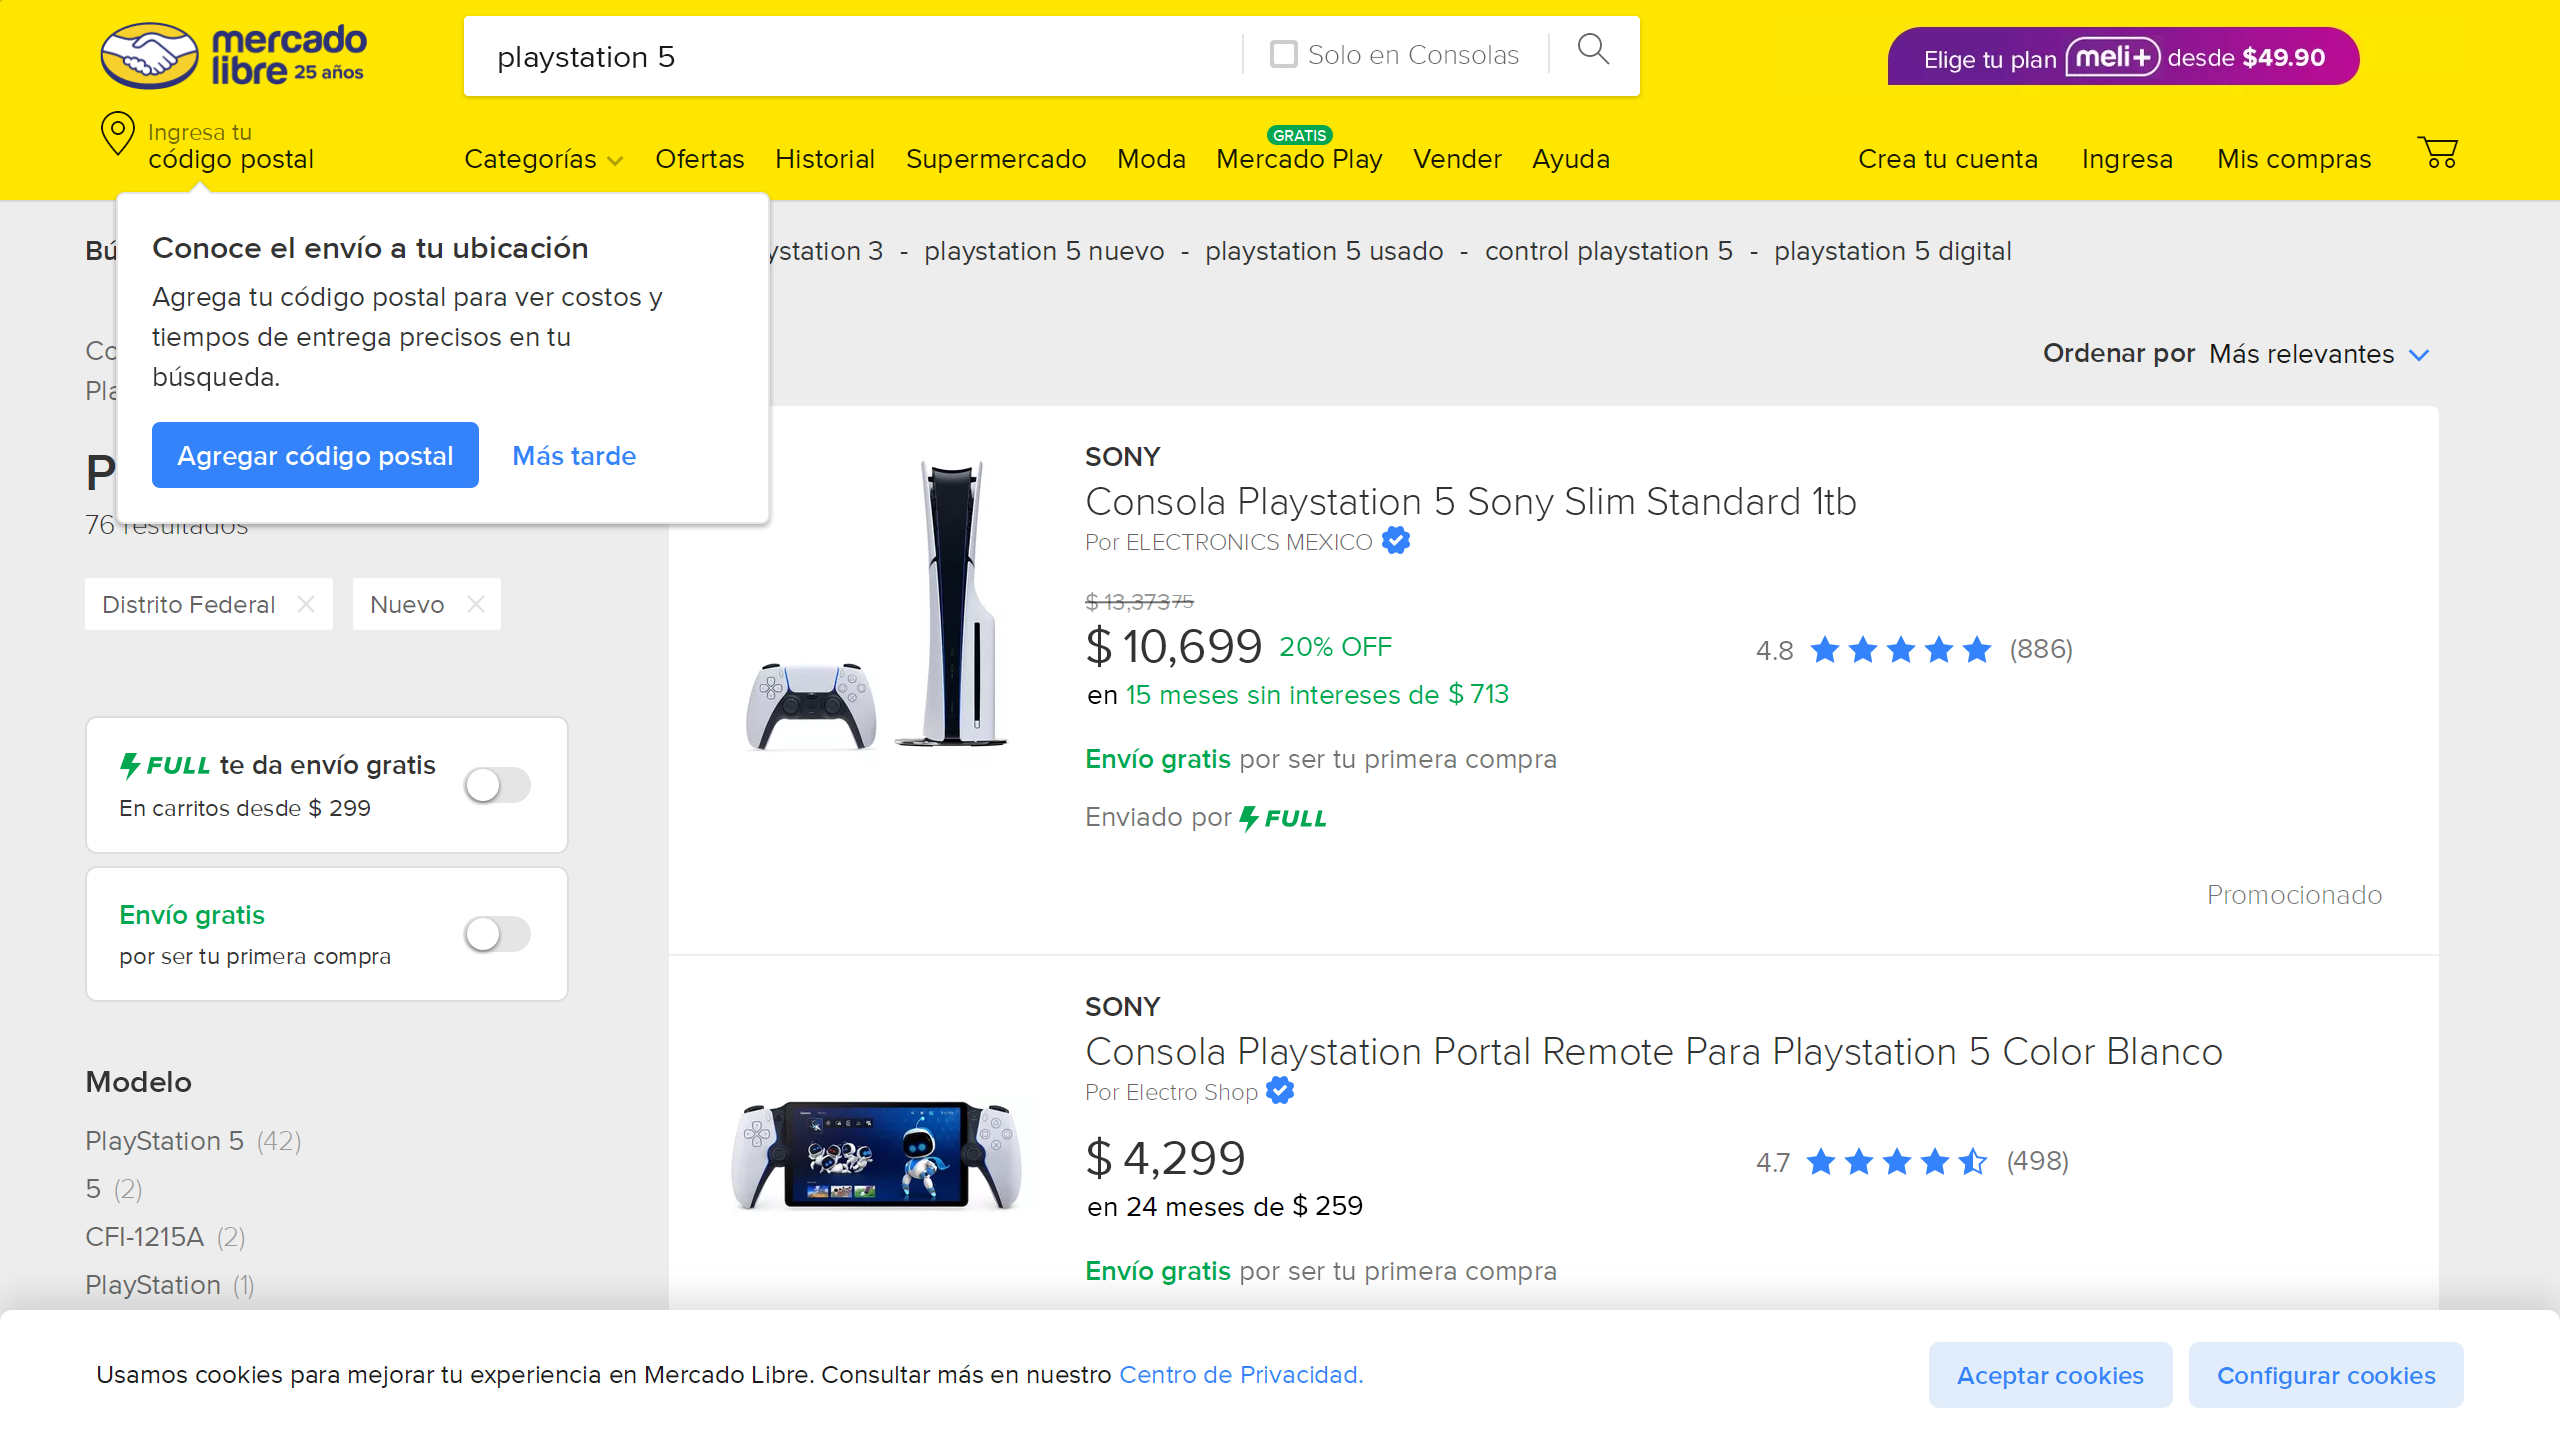 mercado
libre 25 años
playstation 5
Solo en Consolas
Elige tu plan meli+ desde $49.90
Ingresa tu
código postal
Categorías
Ofertas
Historial
Supermercado
Moda
GRATIS
Mercado Play
Vender
Ayuda
Crea tu cuenta
Ingresa
Mis compras
Conoce el envío a tu ubicación
Agrega tu código postal para ver costos y
tiempos de entrega precisos en tu
búsqueda.
Agregar código postal
Más tarde
3 - playstation 5 nuevo - playstation 5 usado - control playstation 5 - playstation 5 digital
Ordenar por Más relevantes
76 resultados
Distrito Federal
Nuevo
FULL te da envío gratis
En carritos desde $ 299
Envío gratis
por ser tu primera compra
Modelo
PlayStation 5 (42)
5 (2)
CFI-1215A (2)
PlayStation (1)
SONY
Consola Playstation 5 Sony Slim Standard 1tb
Por ELECTRONICS MEXICO
$ 13,373 75
$ 10,699 20% OFF
en 15 meses sin intereses de $ 713
4.8 (886)
Envío gratis por ser tu primera compra
Enviado por FULL
Promocionado
SONY
Consola Playstation Portal Remote Para Playstation 5 Color Blanco
Por Electro Shop
$ 4,299
en 24 meses de $ 259
4.7 (498)
Envío gratis por ser tu primera compra
Usamos cookies para mejorar tu experiencia en Mercado Libre. Consultar más en nuestro Centro de Privacidad.
Aceptar cookies
Configurar cookies